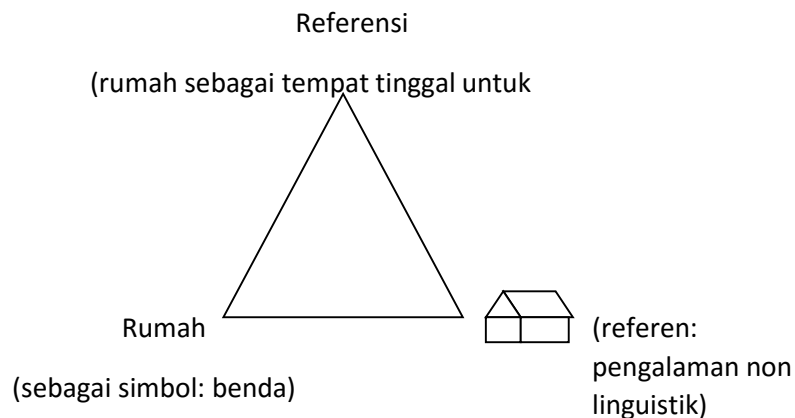 Referensi
(rumah sebagai tempat tinggal untuk
Rumah
(sebagai simbol: benda)
(referen:
pengalaman non
linguistik)